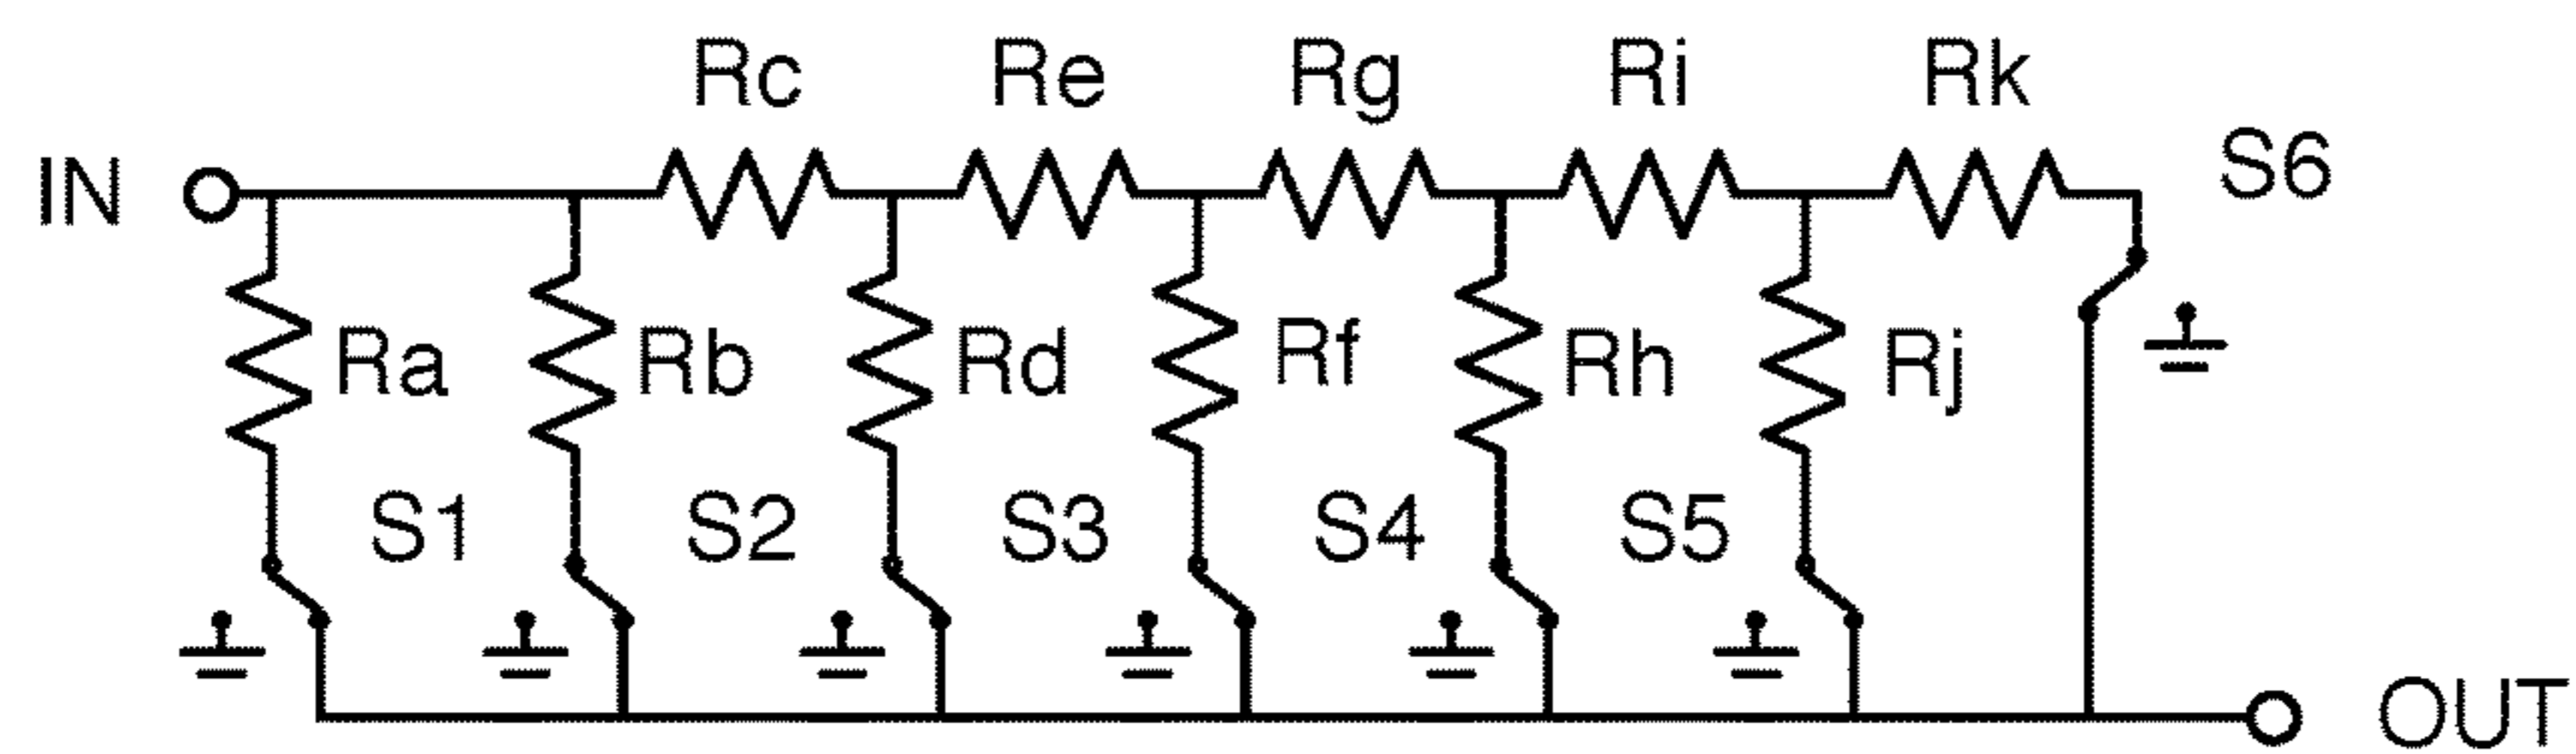 Rc Re Rg Ri Rk
IN S6
Ra Rb Rd Rf Rh Rj
S1 S2 S3 S4 S5
OUT